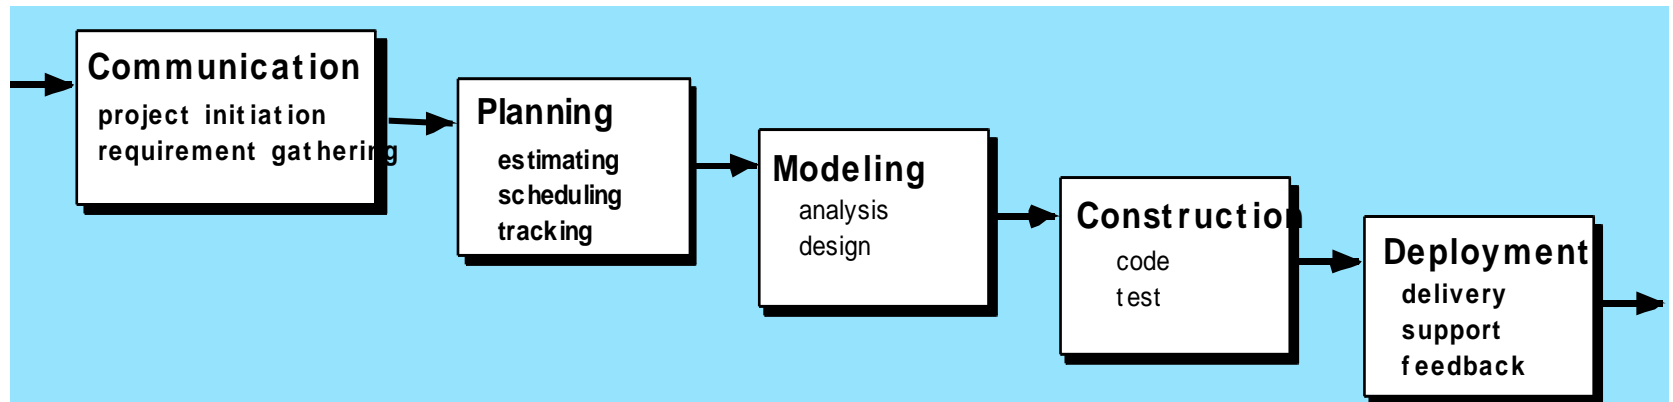 Communication
project initiation
requirement gathering
Planning
estimating
scheduling
tracking
Modeling
analysis
design
Construction
code
test
Deployment
delivery
support
feedback